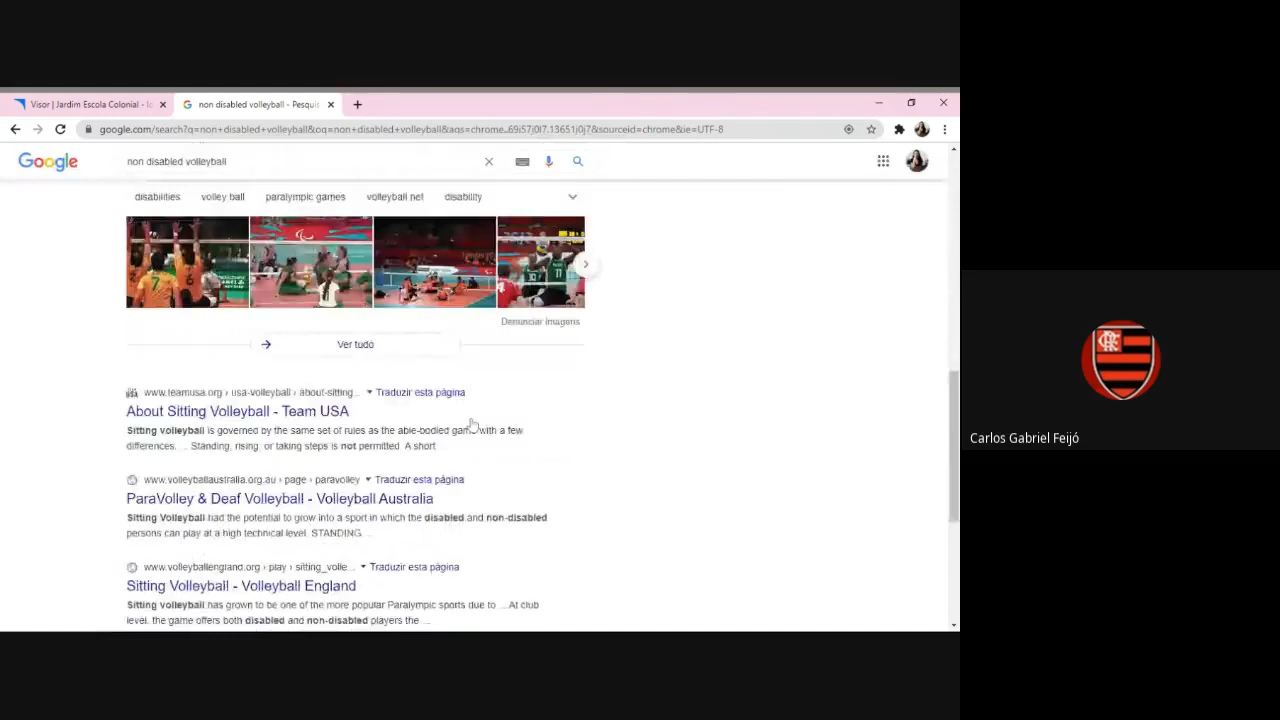 Visor | Jardim Escola Colonial -
non disabled volleyball - Pesquis
google.com/search?q=non+disabled+volleyball&oq=non+disabled+volleyball&aqs=chrome..69i57j0i7.13651j0j7&sourceid=chrome&ie=UTF-8
Google
non disabled volleyball
disabilities volley ball paralympic games volleyball net disability
Denunciar imagens
Ver tudo
www.teamusa.org › usa-volleyball › about-sitting... Traduzir esta página
About Sitting Volleyball - Team USA
Sitting volleyball is governed by the same set of rules as the able-bodied game with a few
differences. ... Standing, rising, or taking steps is not permitted. A short
www.volleyballaustralia.org.au › page › paravolley Traduzir esta página
ParaVolley & Deaf Volleyball - Volleyball Australia
Sitting Volleyball had the potential to grow into a sport in which the disabled and non-disabled
persons can play at a high technical level. STANDING ...
www.volleyballengland.org › play › sitting_volle... Traduzir esta página
Sitting Volleyball - Volleyball England
Sitting volleyball has grown to be one of the more popular Paralympic sports due to ... At club
level, the game offers both disabled and non-disabled players the ...
Carlos Gabriel Feijó